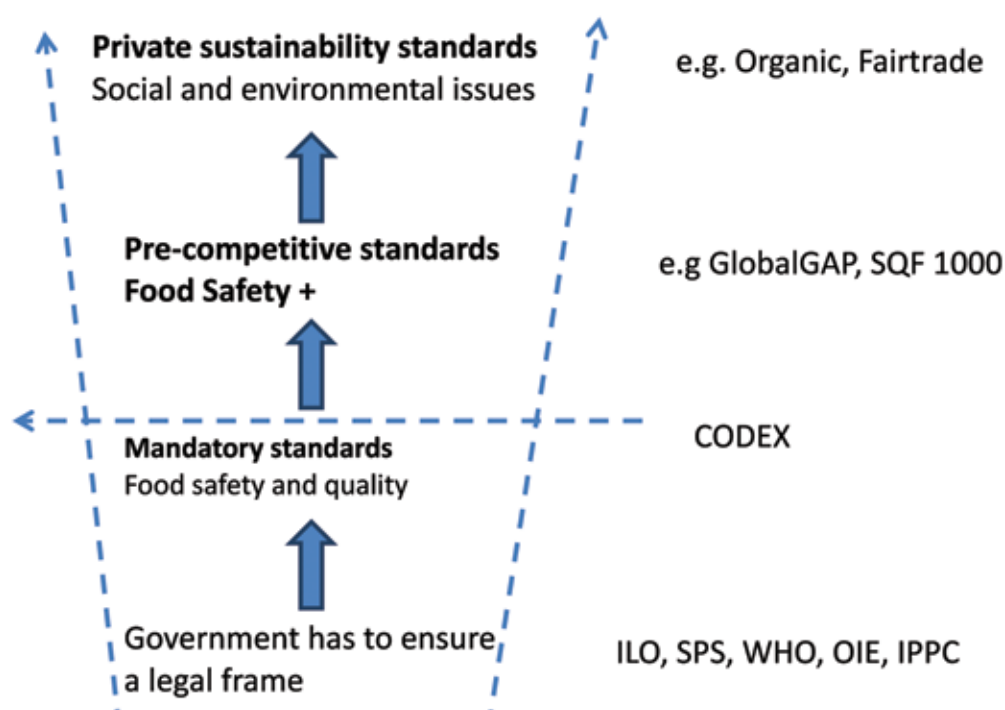 Private sustainability standards
Social and environmental issues
e.g. Organic, Fairtrade
Pre-competitive standards
Food Safety +
e.g GlobalGAP, SQF 1000
Mandatory standards
Food safety and quality
CODEX
Government has to ensure
a legal frame
ILO, SPS, WHO, OIE, IPPC